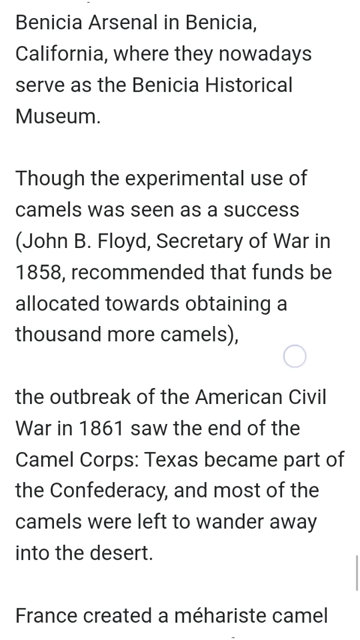 Benicia Arsenal in Benicia,
California, where they nowadays
serve as the Benicia Historical
Museum.
Though the experimental use of
camels was seen as a success
(John B. Floyd, Secretary of War in
1858, recommended that funds be
allocated towards obtaining a
thousand more camels),
the outbreak of the American Civil
War in 1861 saw the end of the
Camel Corps: Texas became part of
the Confederacy, and most of the
camels were left to wander away
into the desert.
France created a méhariste camel